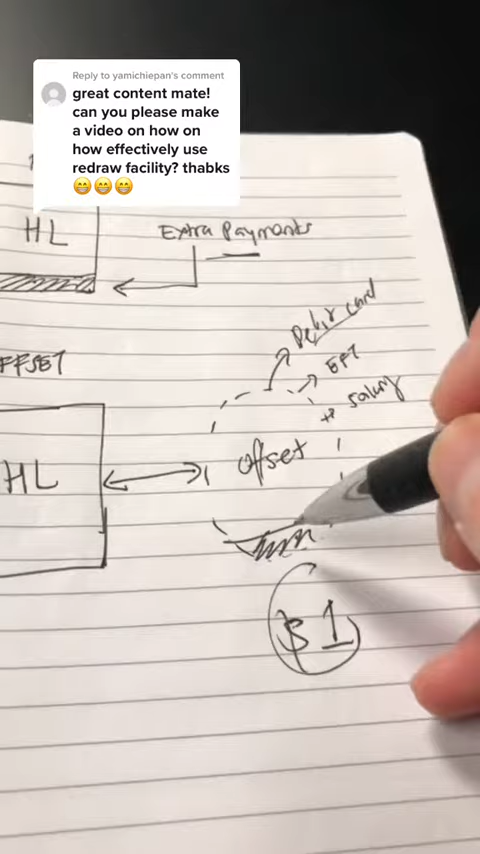 Reply to yamichiepan's comment
great content mate!
can you please make
a video on how on
how effectively use
redraw facility? thabks
😁😁😁
HL
Extra Payments
Debit card
EFT
Salary
FFSET
HL
offset
$1